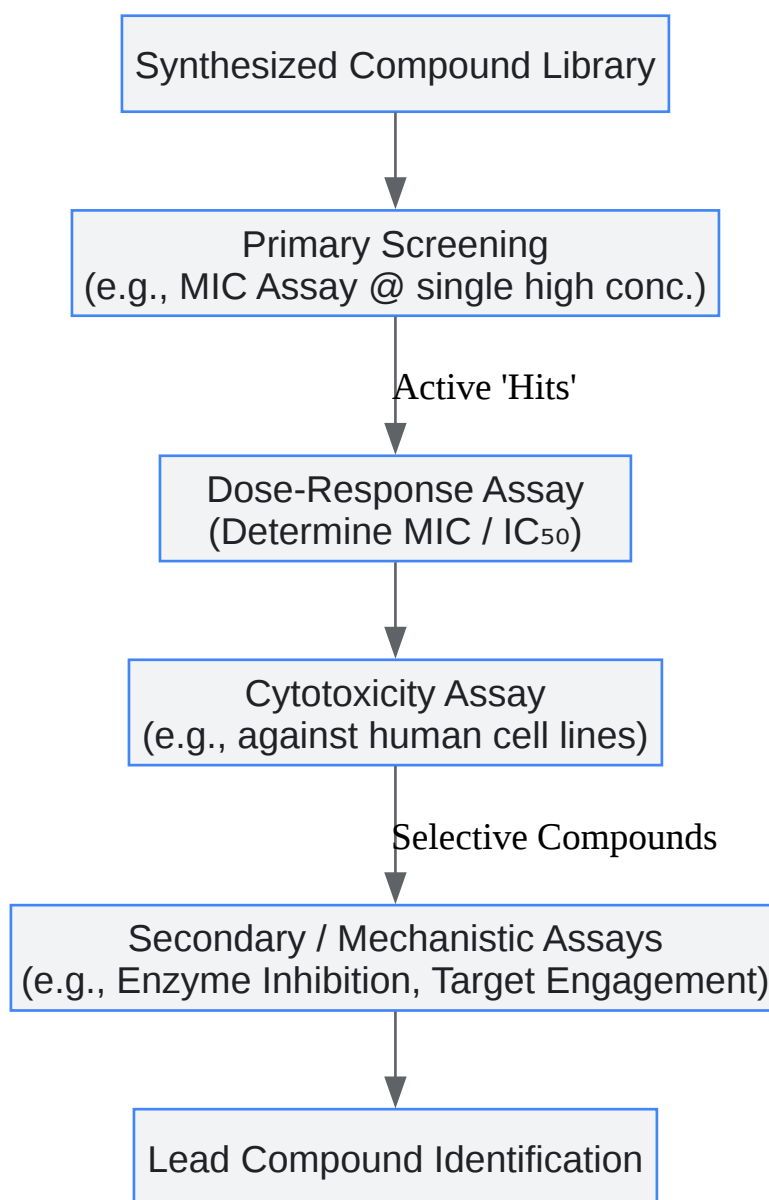 Synthesized Compound Library
Primary Screening
(e.g., MIC Assay @ single high conc.)
Active 'Hits'
Dose-Response Assay
(Determine MIC / IC₅₀)
Cytotoxicity Assay
(e.g., against human cell lines)
Selective Compounds
Secondary / Mechanistic Assays
(e.g., Enzyme Inhibition, Target Engagement)
Lead Compound Identification